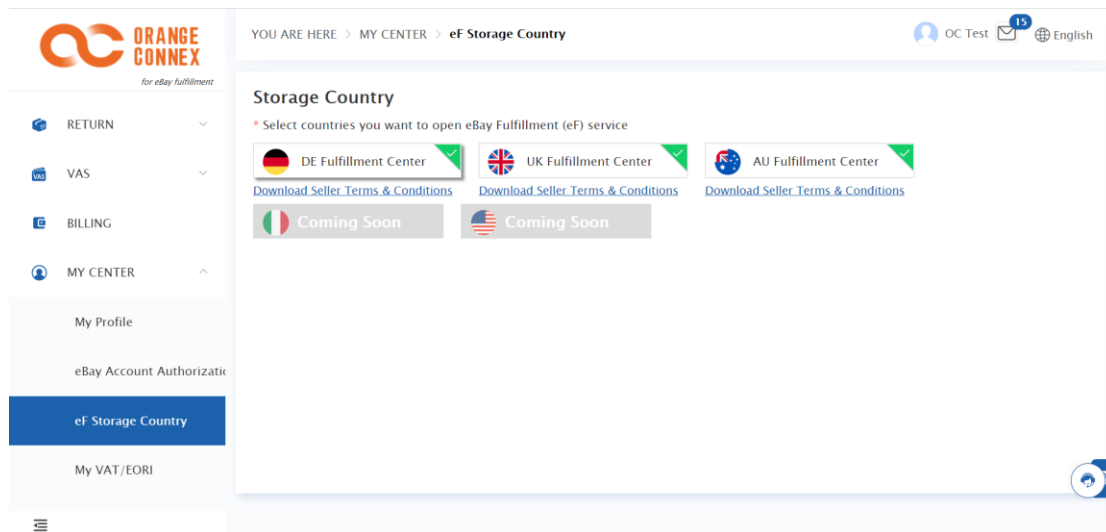 ORANGE
CONNEX
for eBay fulfillment
YOU ARE HERE > MY CENTER > eF Storage Country
OC Test
15
English
RETURN
VAS
VAS
BILLING
MY CENTER
My Profile
eBay Account Authorizati
eF Storage Country
My VAT/EORI
Storage Country
* Select countries you want to open eBay Fulfillment (eF) service
DE Fulfillment Center
UK Fulfillment Center
AU Fulfillment Center
Download Seller Terms & Conditions
Download Seller Terms & Conditions
Download Seller Terms & Conditions
Coming Soon
Coming Soon